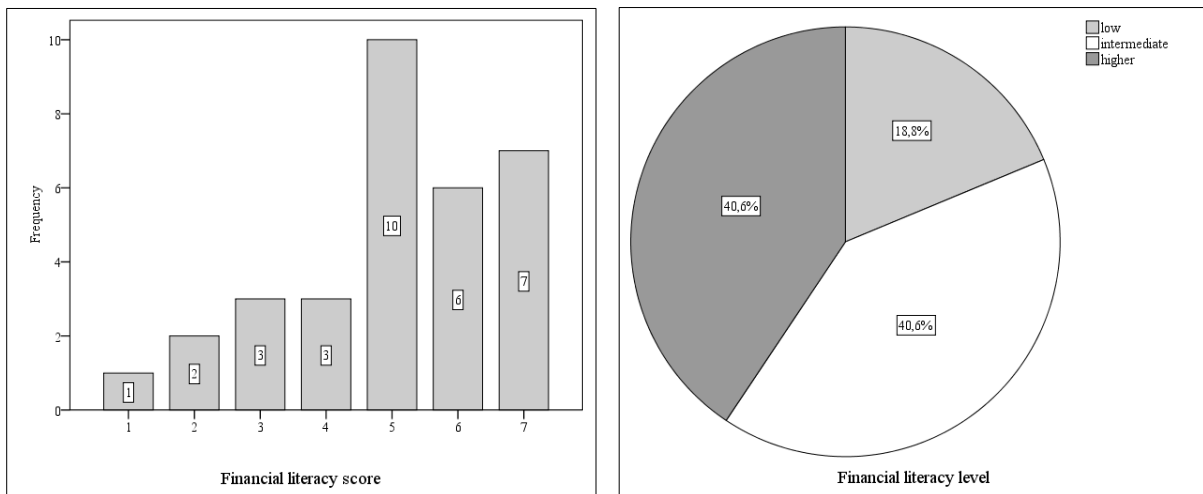 10
8
6
4
2
0
Frequency
1
2
3
3
10
6
7
1 2 3 4 5 6 7
Financial literacy score
low
intermediate
higher
18,8%
40,6%
40,6%
Financial literacy level